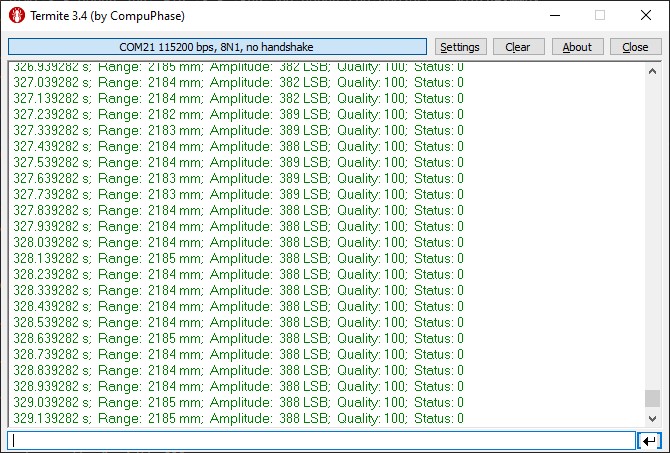 Termite 3.4 (by CompuPhase)
COM21 115200 bps, 8N1, no handshake
Settings
Clear
About
Close
326.939282 s; Range: 2185 mm; Amplitude: 382 LSB; Quality: 100; Status: 0
327.039282 s; Range: 2184 mm; Amplitude: 382 LSB; Quality: 100; Status: 0
327.139282 s; Range: 2184 mm; Amplitude: 382 LSB; Quality: 100; Status: 0
327.239282 s; Range: 2182 mm; Amplitude: 389 LSB; Quality: 100; Status: 0
327.339282 s; Range: 2183 mm; Amplitude: 389 LSB; Quality: 100; Status: 0
327.439282 s; Range: 2184 mm; Amplitude: 388 LSB; Quality: 100; Status: 0
327.539282 s; Range: 2184 mm; Amplitude: 389 LSB; Quality: 100; Status: 0
327.639282 s; Range: 2183 mm; Amplitude: 389 LSB; Quality: 100; Status: 0
327.739282 s; Range: 2183 mm; Amplitude: 389 LSB; Quality: 100; Status: 0
327.839282 s; Range: 2184 mm; Amplitude: 388 LSB; Quality: 100; Status: 0
327.939282 s; Range: 2184 mm; Amplitude: 388 LSB; Quality: 100; Status: 0
328.039282 s; Range: 2184 mm; Amplitude: 388 LSB; Quality: 100; Status: 0
328.139282 s; Range: 2185 mm; Amplitude: 388 LSB; Quality: 100; Status: 0
328.239282 s; Range: 2184 mm; Amplitude: 388 LSB; Quality: 100; Status: 0
328.339282 s; Range: 2184 mm; Amplitude: 388 LSB; Quality: 100; Status: 0
328.439282 s; Range: 2184 mm; Amplitude: 388 LSB; Quality: 100; Status: 0
328.539282 s; Range: 2184 mm; Amplitude: 388 LSB; Quality: 100; Status: 0
328.639282 s; Range: 2185 mm; Amplitude: 388 LSB; Quality: 100; Status: 0
328.739282 s; Range: 2184 mm; Amplitude: 388 LSB; Quality: 100; Status: 0
328.839282 s; Range: 2184 mm; Amplitude: 388 LSB; Quality: 100; Status: 0
328.939282 s; Range: 2184 mm; Amplitude: 388 LSB; Quality: 100; Status: 0
329.039282 s; Range: 2185 mm; Amplitude: 388 LSB; Quality: 100; Status: 0
329.139282 s; Range: 2185 mm; Amplitude: 388 LSB; Quality: 100; Status: 0